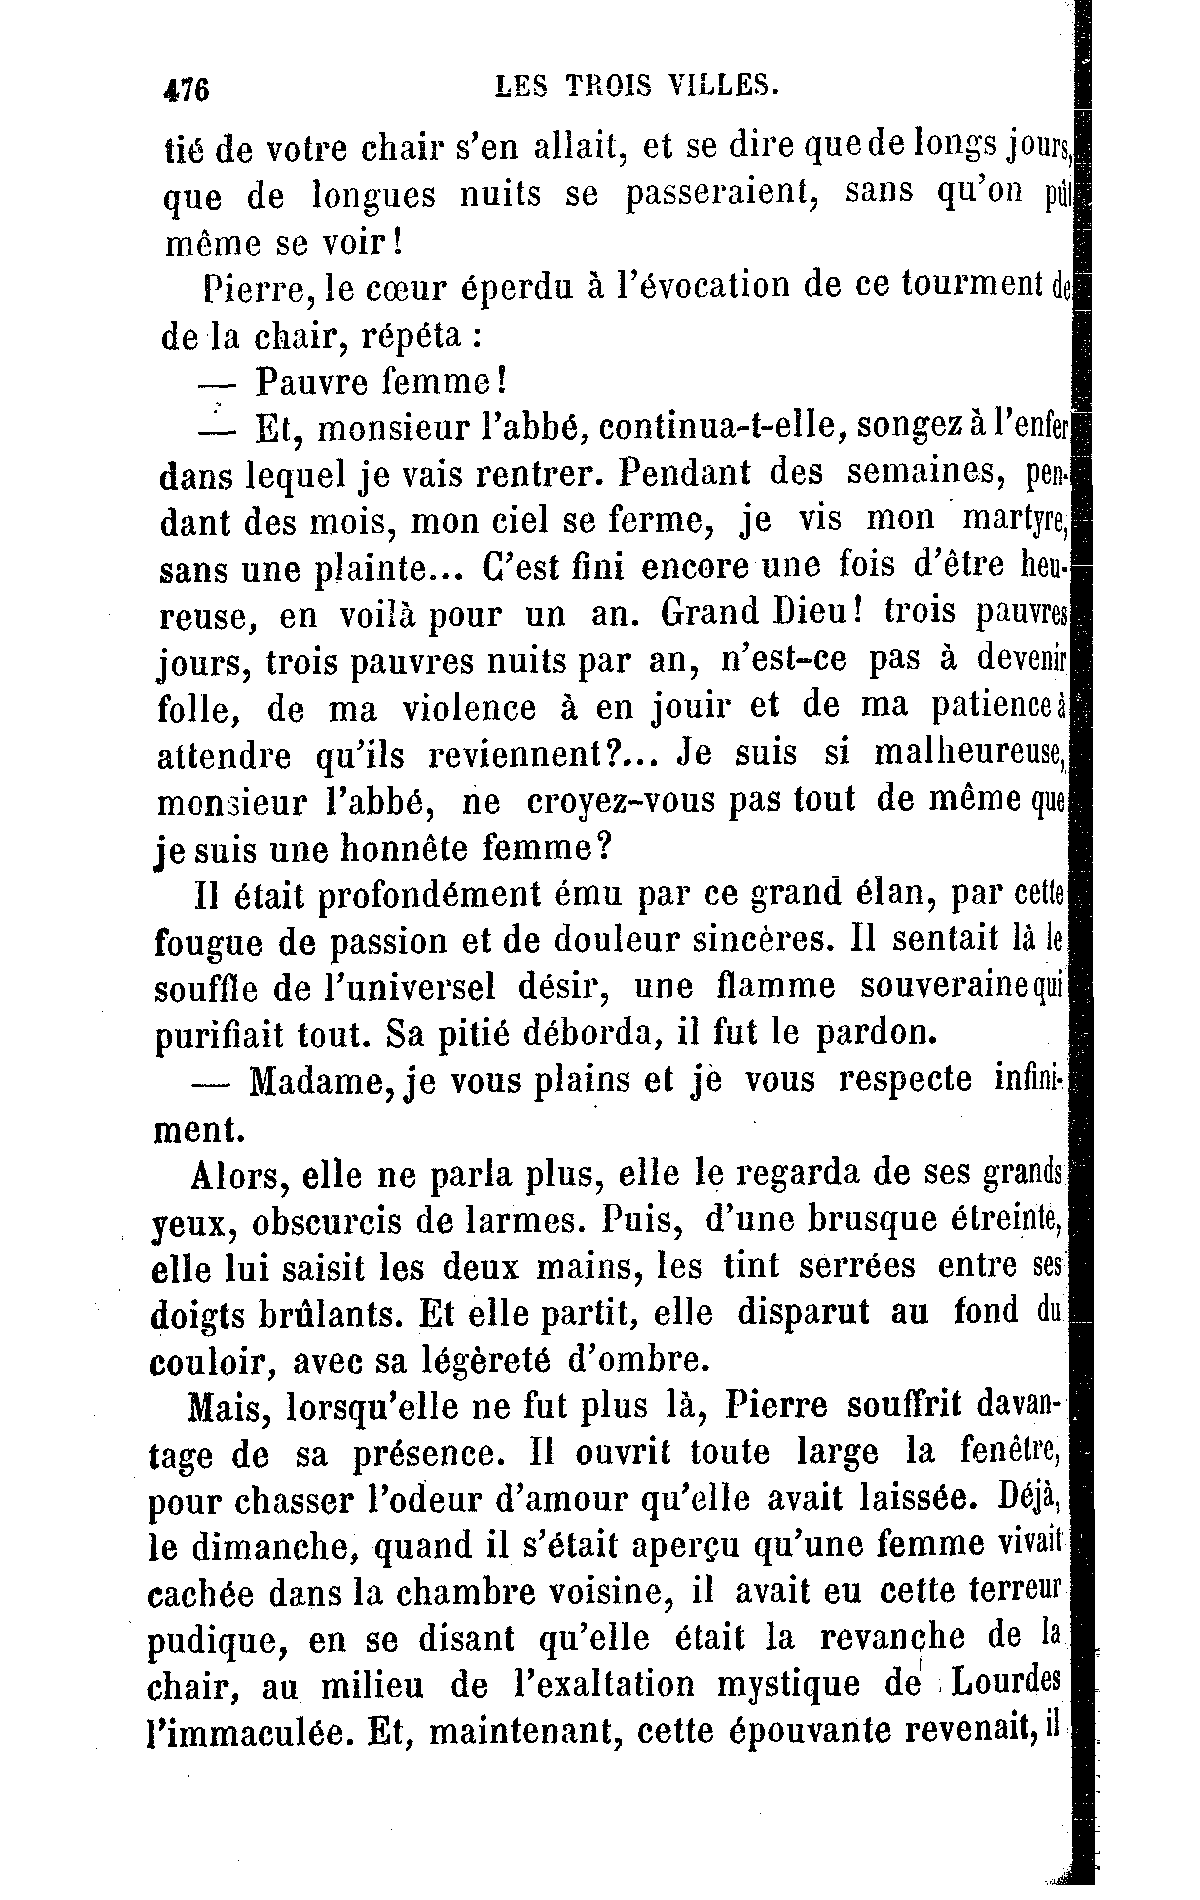 476 LES TROIS VILLES.
tié de votre chair s'en allait, et se dire que de longs jours,
que de longues nuits se passeraient, sans qu'on pût
même se voir!
Pierre, le cœur éperdu à l'évocation de ce tourment de
de la chair, répéta :
— Pauvre femme!
— Et, monsieur l'abbé, continua-t-elle, songez à l'enfer
dans lequel je vais rentrer. Pendant des semaines, pen-
dant des mois, mon ciel se ferme, je vis mon martyre,
sans une plainte... C'est fini encore une fois d'être heu-
reuse, en voilà pour un an. Grand Dieu! trois pauvres
jours, trois pauvres nuits par an, n'est-ce pas à devenir
folle, de ma violence à en jouir et de ma patience à
attendre qu'ils reviennent?... Je suis si malheureuse,
monsieur l'abbé, ne croyez-vous pas tout de même que
je suis une honnête femme?
Il était profondément ému par ce grand élan, par cette
fougue de passion et de douleur sincères. Il sentait là le
souffle de l'universel désir, une flamme souveraine qui
purifiait tout. Sa pitié déborda, il fut le pardon.
— Madame, je vous plains et je vous respecte infini-
ment.
Alors, elle ne parla plus, elle le regarda de ses grands
yeux, obscurcis de larmes. Puis, d'une brusque étreinte,
elle lui saisit les deux mains, les tint serrées entre ses
doigts brûlants. Et elle partit, elle disparut au fond du
couloir, avec sa légèreté d'ombre.
Mais, lorsqu'elle ne fut plus là, Pierre souffrit davan-
tage de sa présence. Il ouvrit toute large la fenêtre,
pour chasser l'odeur d'amour qu'elle avait laissée. Déjà,
le dimanche, quand il s'était aperçu qu'une femme vivait
cachée dans la chambre voisine, il avait eu cette terreur
pudique, en se disant qu'elle était la revanche de la
chair, au milieu de l'exaltation mystique de Lourdes
l'immaculée. Et, maintenant, cette épouvante revenait, il